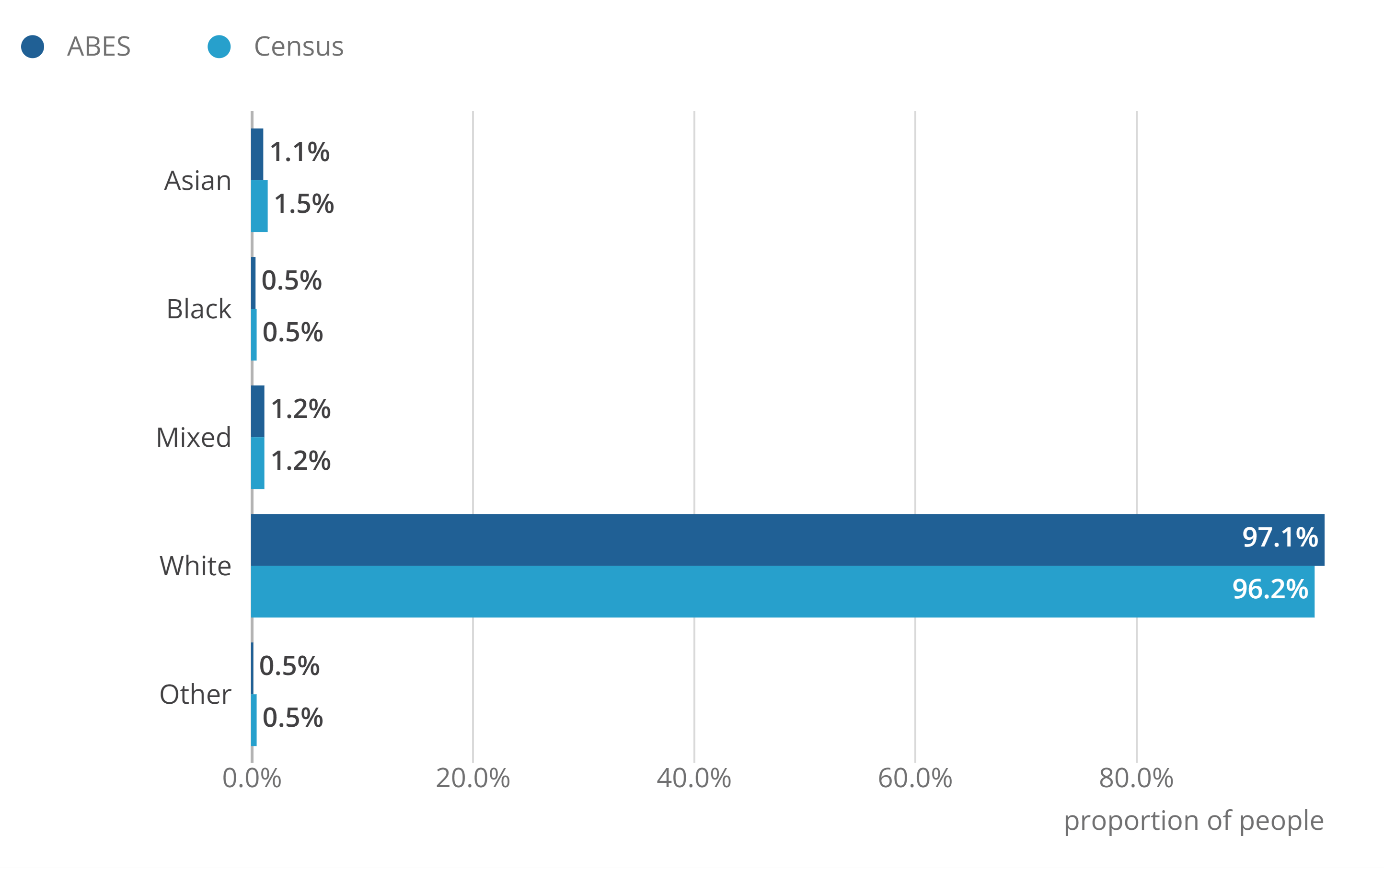 ABES Census
Asian 1.1%
1.5%
Black 0.5%
0.5%
Mixed 1.2%
1.2%
White 97.1%
96.2%
Other 0.5%
0.5%
0.0% 20.0% 40.0% 60.0% 80.0%
proportion of people